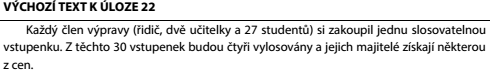 VÝCHOZÍ TEXT K ÚLOZE 22
Každý člen výpravy (řidič, dvě učitelky a 27 studentů) si zakoupil jednu slosovatelnou
vstupenku. Z těchto 30 vstupenek budou čtyři vylosovány a jejich majitelé získají některou
z cen.